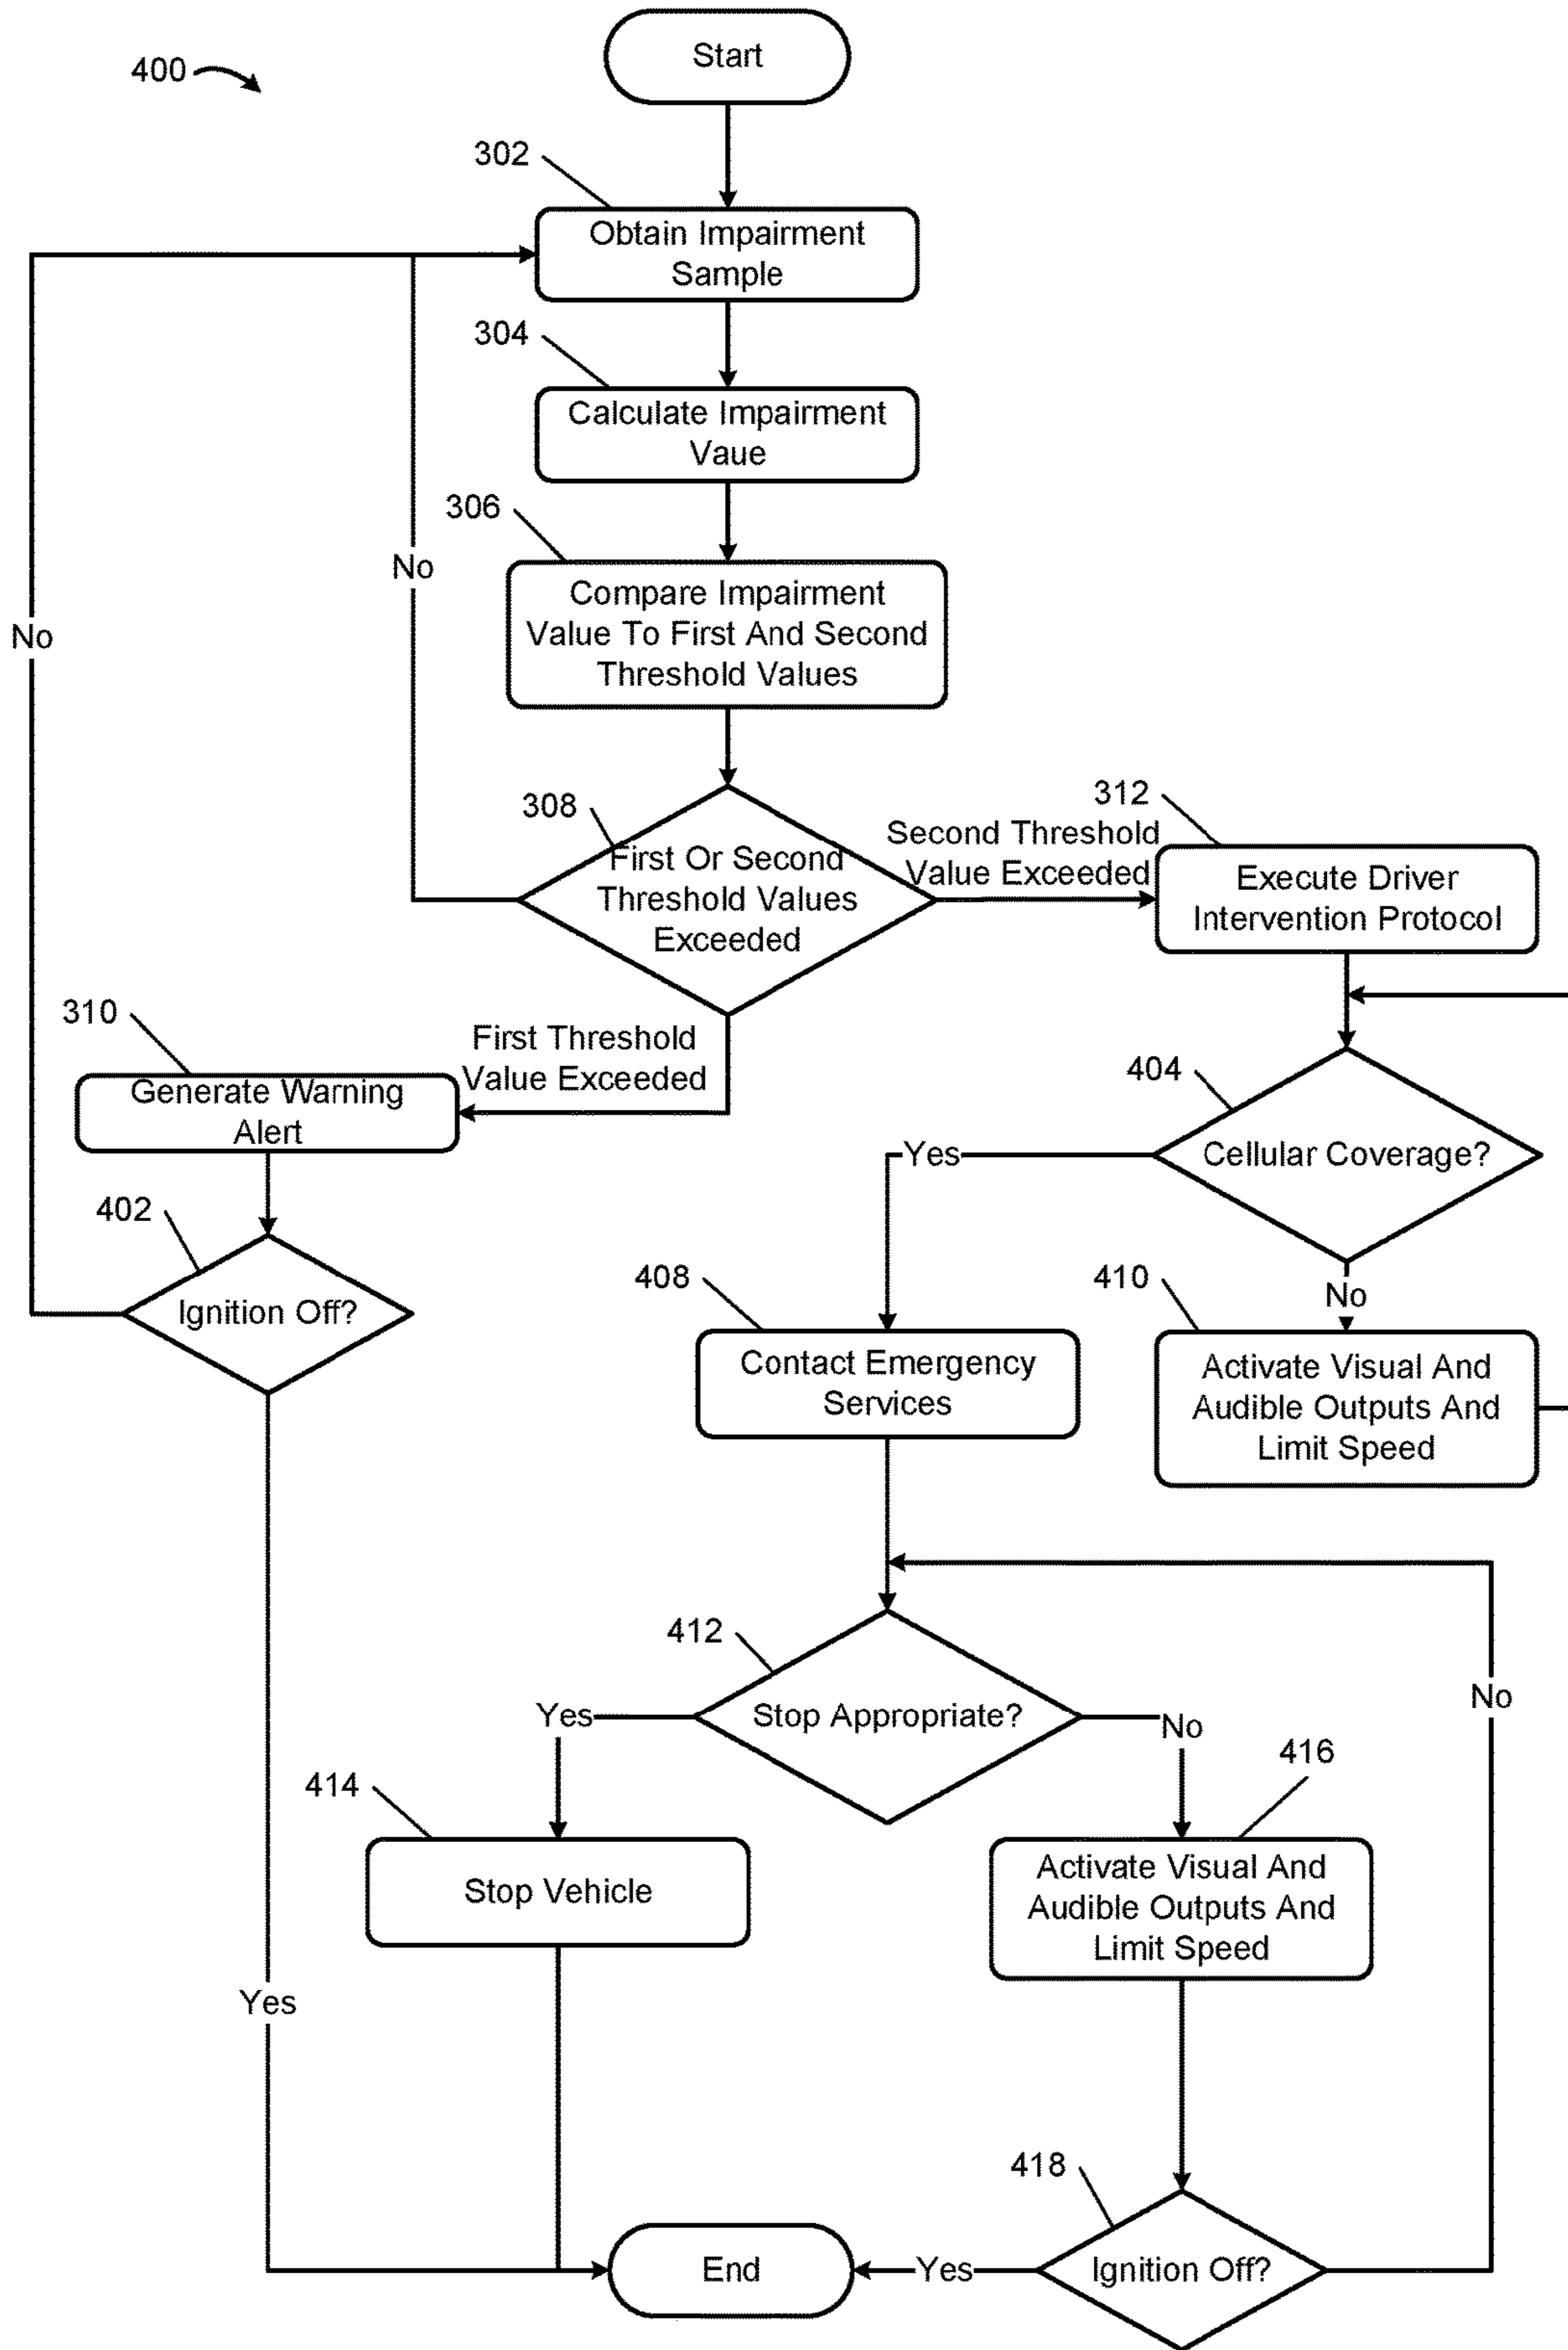 400
Start
302
Obtain Impairment
Sample
304
Calculate Impairment
Vaue
306
No
Compare Impairment
Value To First And Second
Threshold Values
No
308
First Or Second
Threshold Values
Exceeded
Second Threshold
Value Exceeded
312
Execute Driver
Intervention Protocol
310
First Threshold
Value Exceeded
Generate Warning
Alert
404
Cellular Coverage?
Yes
402
Ignition Off?
408
Contact Emergency
Services
No
410
Activate Visual And
Audible Outputs And
Limit Speed
412
Stop Appropriate?
Yes
No
No
414
Stop Vehicle
416
Activate Visual And
Audible Outputs And
Limit Speed
Yes
418
Ignition Off?
Yes
End